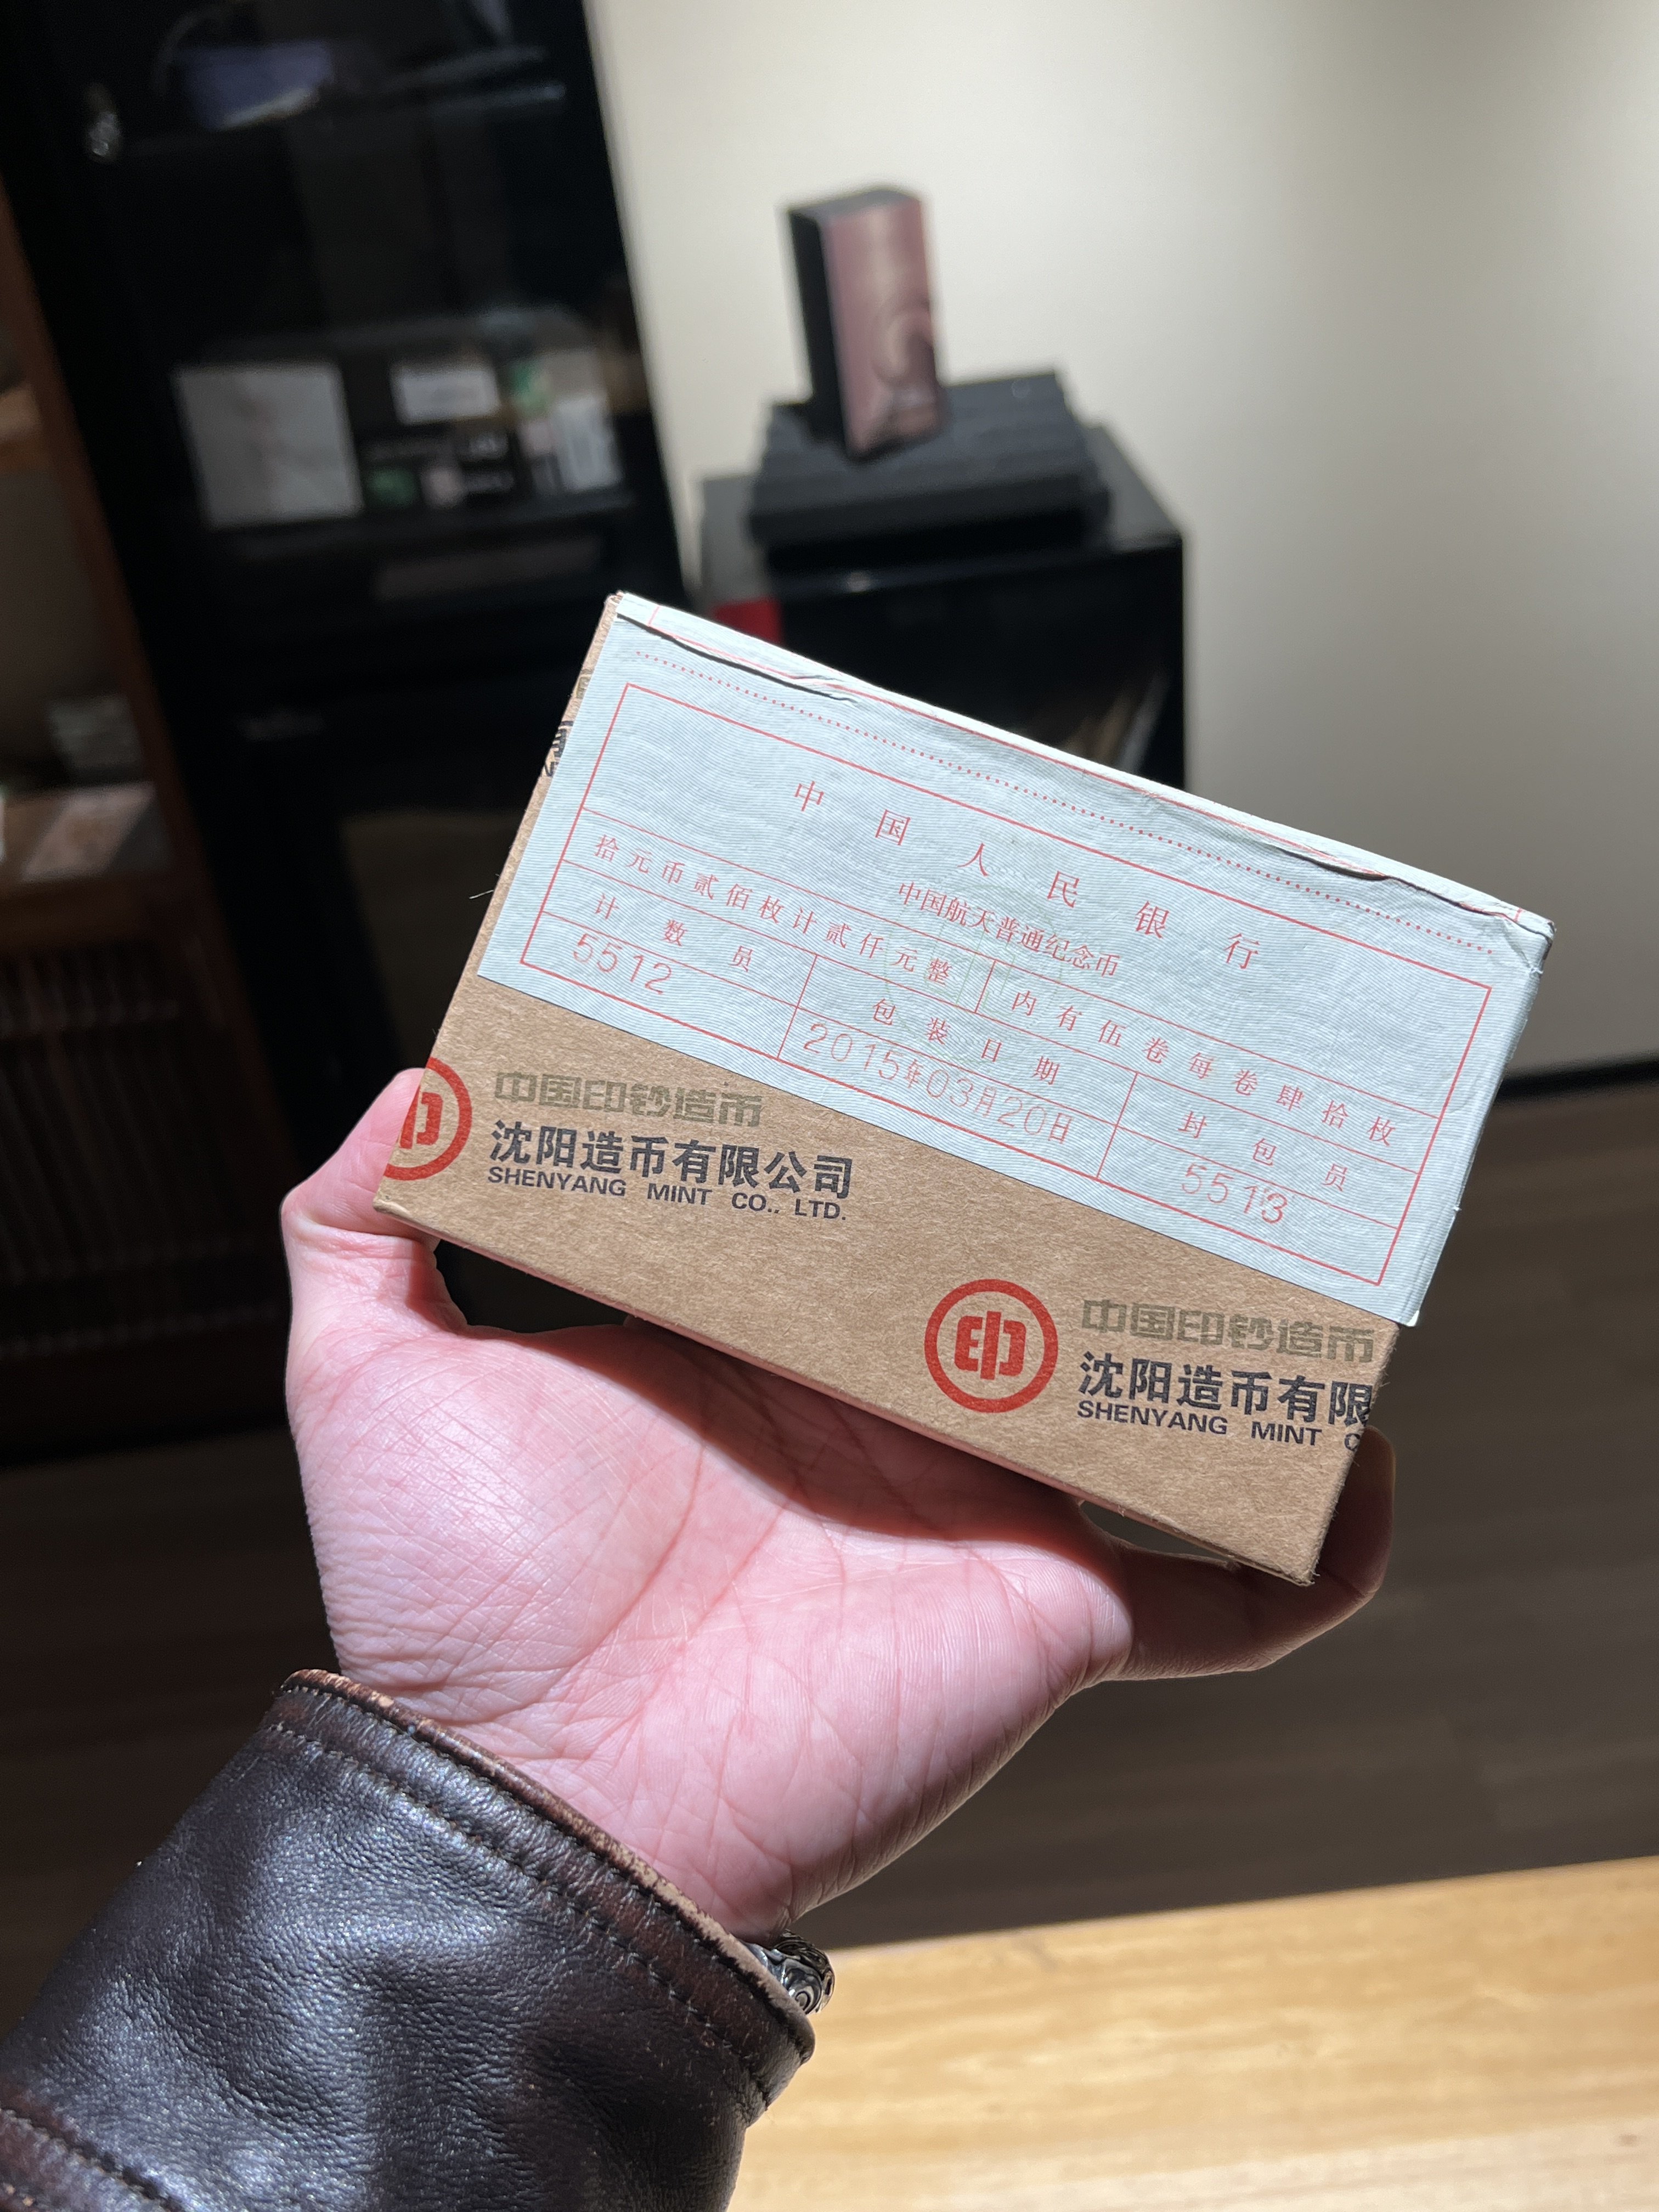 中国人民银行
中国航天普通纪念币
拾元币贰佰枚计贰仟元整 内有伍卷每卷肆拾枚
计数员 包装日期 封包员
5512 2015年03月20日 5513
印
中国印钞造币
沈阳造币有限公司
SHENYANG MINT CO.. LTD.
印
中国印钞造币
沈阳造币有限
SHENYANG MINT C